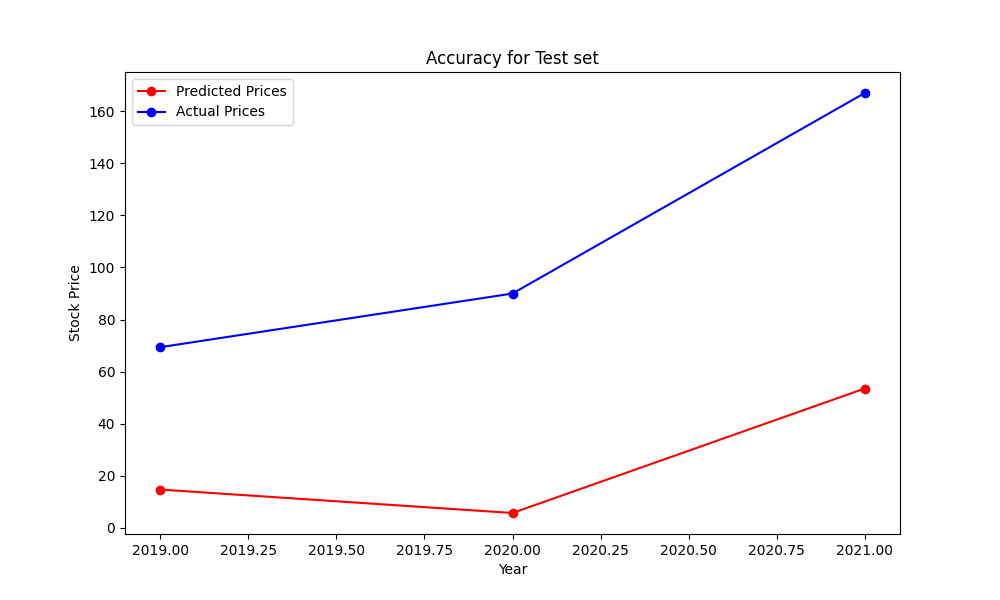 Accuracy for Test set
Predicted Prices
Actual Prices
160
140
120
100
80
60
40
20
0
Stock Price
2019.00 2019.25 2019.50 2019.75 2020.00 2020.25 2020.50 2020.75 2021.00
Year